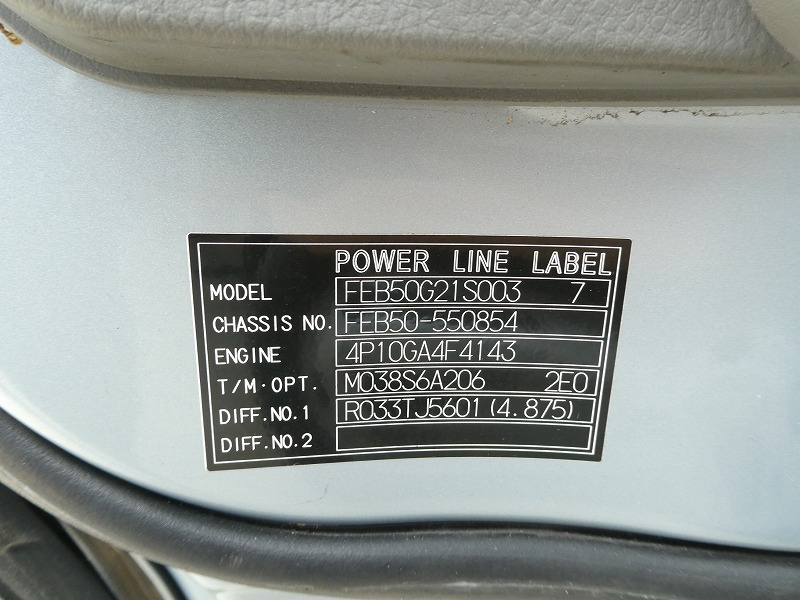 POWER LINE LABEL
MODEL FEB50G21S003 7
CHASSIS NO. FEB50-550854
ENGINE 4P10GA4F4143
T/M·OPT. M038S6A206 2E0
DIFF.NO.1 R033TJ5601(4.875)
DIFF.NO.2